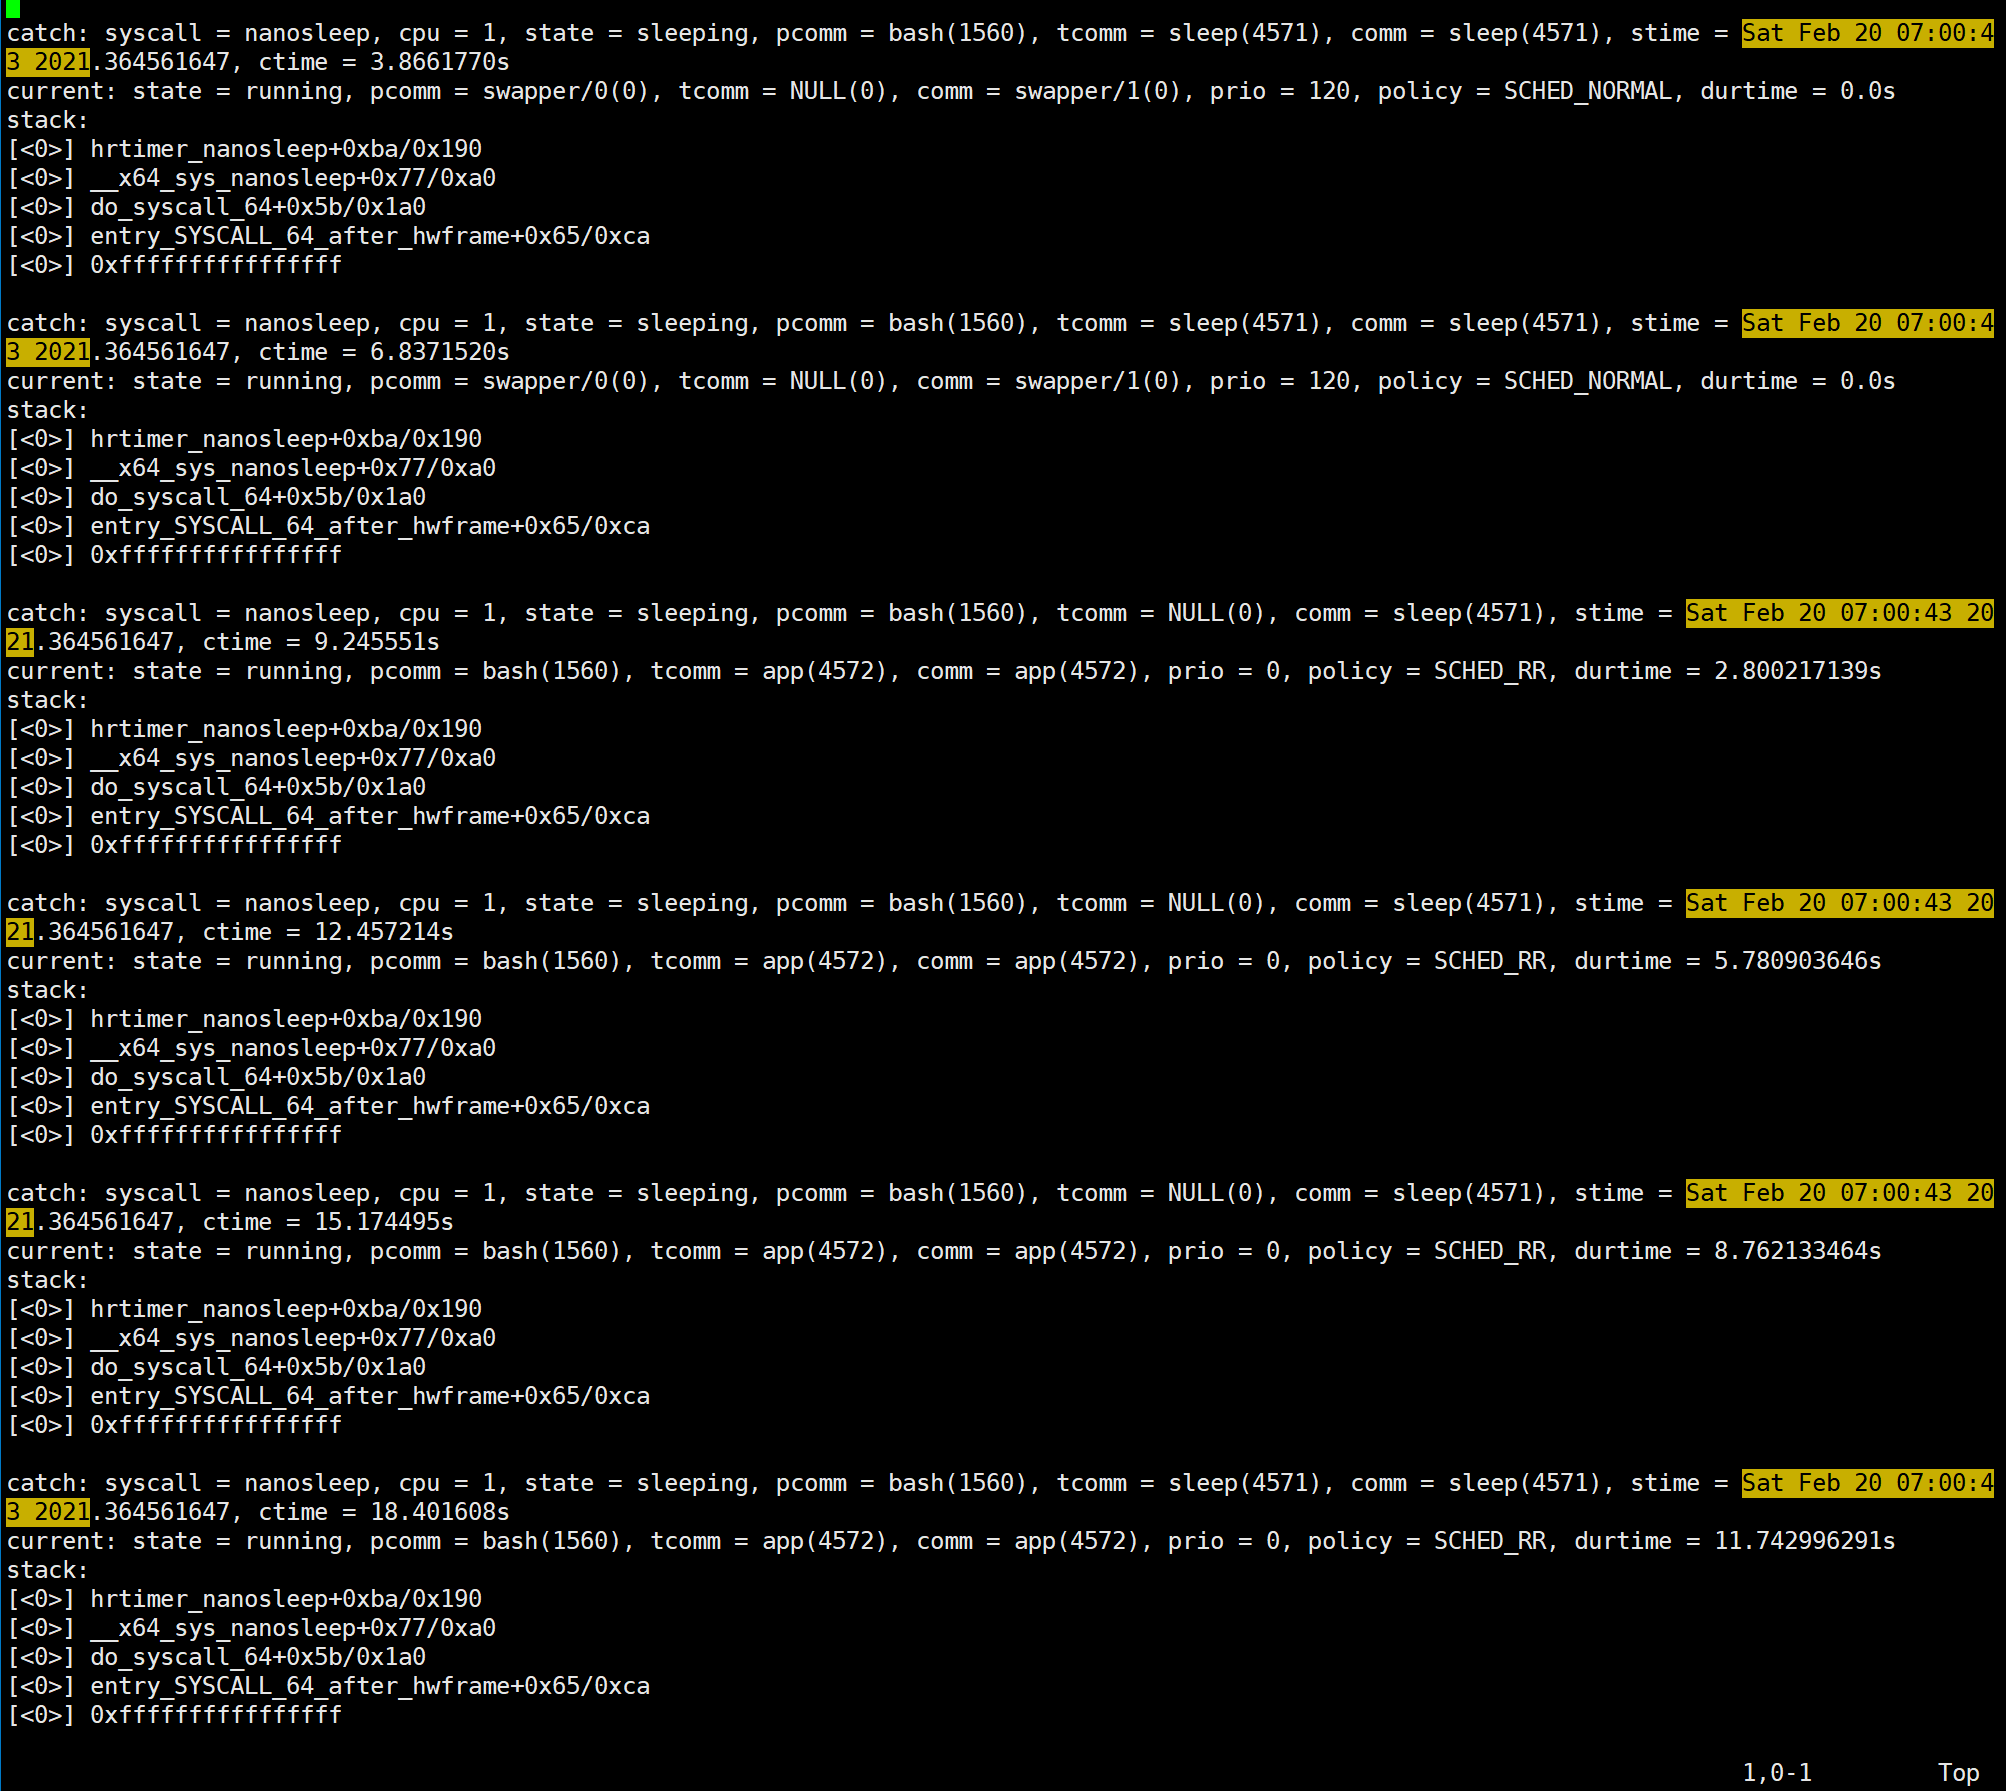 catch: syscall = nanosleep, cpu = 1, state = sleeping, pcomm = bash(1560), tcomm = sleep(4571), comm = sleep(4571), stime = Sat Feb 20 07:00:4
3 2021.364561647, ctime = 3.8661770s
current: state = running, pcomm = swapper/0(0), tcomm = NULL(0), comm = swapper/1(0), prio = 120, policy = SCHED_NORMAL, durtime = 0.0s
stack:
[<0>] hrtimer_nanosleep+0xba/0x190
[<0>] __x64_sys_nanosleep+0x77/0xa0
[<0>] do_syscall_64+0x5b/0x1a0
[<0>] entry_SYSCALL_64_after_hwframe+0x65/0xca
[<0>] 0xffffffffffffffff
catch: syscall = nanosleep, cpu = 1, state = sleeping, pcomm = bash(1560), tcomm = sleep(4571), comm = sleep(4571), stime = Sat Feb 20 07:00:4
3 2021.364561647, ctime = 6.8371520s
current: state = running, pcomm = swapper/0(0), tcomm = NULL(0), comm = swapper/1(0), prio = 120, policy = SCHED_NORMAL, durtime = 0.0s
stack:
[<0>] hrtimer_nanosleep+0xba/0x190
[<0>] __x64_sys_nanosleep+0x77/0xa0
[<0>] do_syscall_64+0x5b/0x1a0
[<0>] entry_SYSCALL_64_after_hwframe+0x65/0xca
[<0>] 0xffffffffffffffff
catch: syscall = nanosleep, cpu = 1, state = sleeping, pcomm = bash(1560), tcomm = NULL(0), comm = sleep(4571), stime = Sat Feb 20 07:00:43 20
21.364561647, ctime = 9.245551s
current: state = running, pcomm = bash(1560), tcomm = app(4572), comm = app(4572), prio = 0, policy = SCHED_RR, durtime = 2.800217139s
stack:
[<0>] hrtimer_nanosleep+0xba/0x190
[<0>] __x64_sys_nanosleep+0x77/0xa0
[<0>] do_syscall_64+0x5b/0x1a0
[<0>] entry_SYSCALL_64_after_hwframe+0x65/0xca
[<0>] 0xffffffffffffffff
catch: syscall = nanosleep, cpu = 1, state = sleeping, pcomm = bash(1560), tcomm = NULL(0), comm = sleep(4571), stime = Sat Feb 20 07:00:43 20
21.364561647, ctime = 12.457214s
current: state = running, pcomm = bash(1560), tcomm = app(4572), comm = app(4572), prio = 0, policy = SCHED_RR, durtime = 5.780903646s
stack:
[<0>] hrtimer_nanosleep+0xba/0x190
[<0>] __x64_sys_nanosleep+0x77/0xa0
[<0>] do_syscall_64+0x5b/0x1a0
[<0>] entry_SYSCALL_64_after_hwframe+0x65/0xca
[<0>] 0xffffffffffffffff
catch: syscall = nanosleep, cpu = 1, state = sleeping, pcomm = bash(1560), tcomm = NULL(0), comm = sleep(4571), stime = Sat Feb 20 07:00:43 20
21.364561647, ctime = 15.174495s
current: state = running, pcomm = bash(1560), tcomm = app(4572), comm = app(4572), prio = 0, policy = SCHED_RR, durtime = 8.762133464s
stack:
[<0>] hrtimer_nanosleep+0xba/0x190
[<0>] __x64_sys_nanosleep+0x77/0xa0
[<0>] do_syscall_64+0x5b/0x1a0
[<0>] entry_SYSCALL_64_after_hwframe+0x65/0xca
[<0>] 0xffffffffffffffff
catch: syscall = nanosleep, cpu = 1, state = sleeping, pcomm = bash(1560), tcomm = sleep(4571), comm = sleep(4571), stime = Sat Feb 20 07:00:4
3 2021.364561647, ctime = 18.401608s
current: state = running, pcomm = bash(1560), tcomm = app(4572), comm = app(4572), prio = 0, policy = SCHED_RR, durtime = 11.742996291s
stack:
[<0>] hrtimer_nanosleep+0xba/0x190
[<0>] __x64_sys_nanosleep+0x77/0xa0
[<0>] do_syscall_64+0x5b/0x1a0
[<0>] entry_SYSCALL_64_after_hwframe+0x65/0xca
[<0>] 0xffffffffffffffff
1,0-1 Top